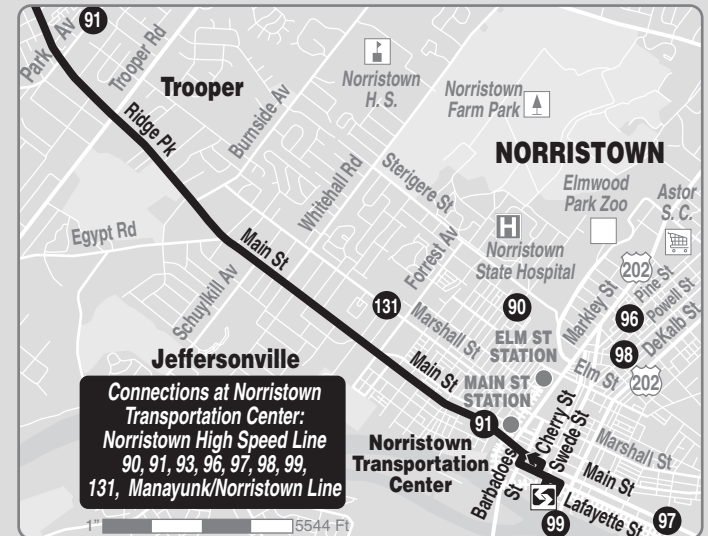 91
Park Av
Trooper Rd
Trooper
Norristown
H. S.
Norristown
Farm Park
Burnside Av
Ridge Pk
NORRISTOWN
Elmwood
Park Zoo
Astor
S. C.
Whitehall Rd
Sterigere St
Egypt Rd
H
Norristown
State Hospital
Main St
Forrest Av
202
Pine St
Powell St
Markley St
Schuylkill Av
131
90
96
Marshall St
ELM ST
STATION
98
DeKalb St
Jeffersonville
Main St
Elm St
202
MAIN ST
STATION
Connections at Norristown
Transportation Center:
Norristown High Speed Line
90, 91, 93, 96, 97, 98, 99,
131, Manayunk/Norristown Line
91
Cherry St
Swede St
Marshall St
Norristown
Transportation
Center
Barbadoes
St
Main St
Lafayette St
97
99
1"
5544 Ft